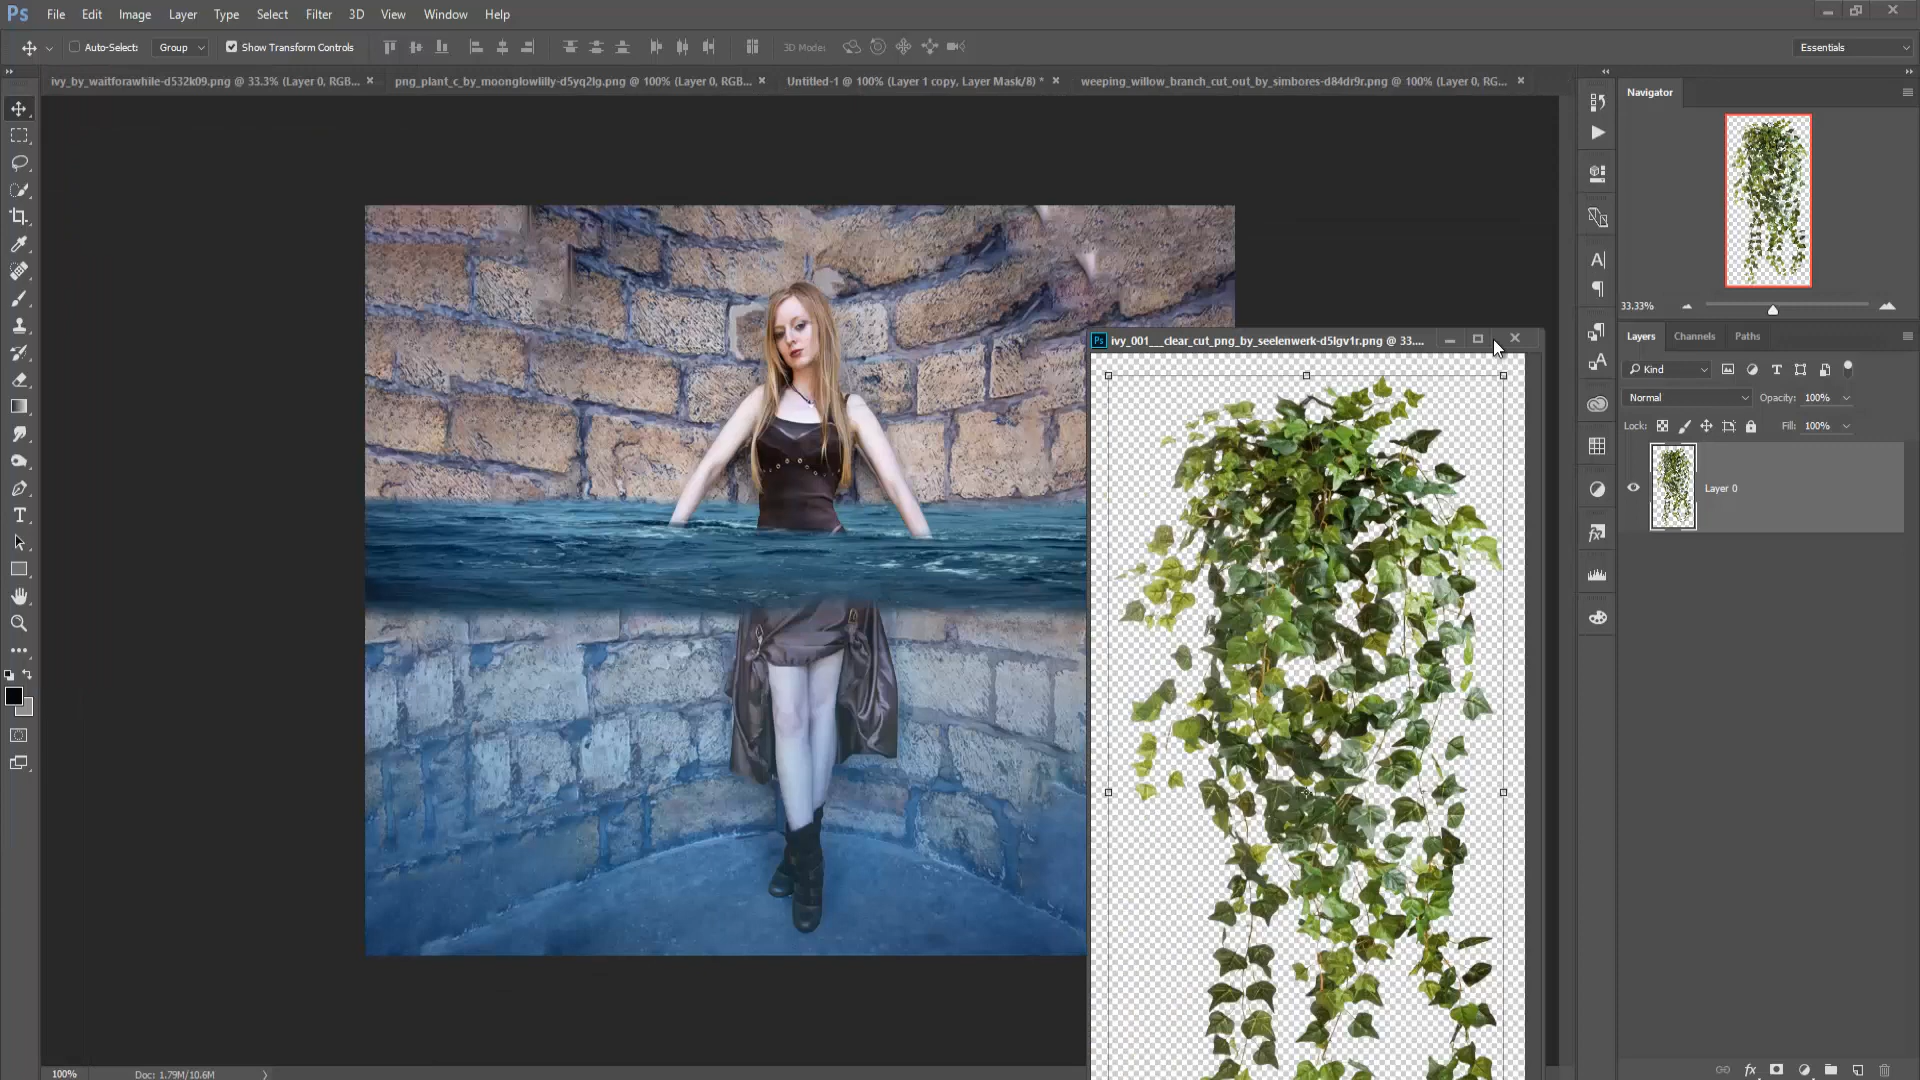 Ps File Edit Image Layer Type Select Filter 3D View Window Help
Auto-Select: Group Show Transform Controls 3D Mode: Essentials
ivy_by_waitforawhile-d532k09.png @ 33.3% (Layer 0, RGB... × png_plant_c_by_moonglowlilly-d5yq2lg.png @ 100% (Layer 0, RGB... × Untitled-1 @ 100% (Layer 1 copy, Layer Mask/8) * × weeping_willow_branch_cut_out_by_simbores-d84dr9r.png @ 100% (Layer 0, RG... ×
Navigator
33.33%
Ps ivy_001___clear_cut_png_by_seelenwerk-d5lgv1r.png @ 33....
Layers Channels Paths
Kind
Normal Opacity: 100%
Lock: Fill: 100%
Layer 0
100% Doc: 1.79M/10.6M